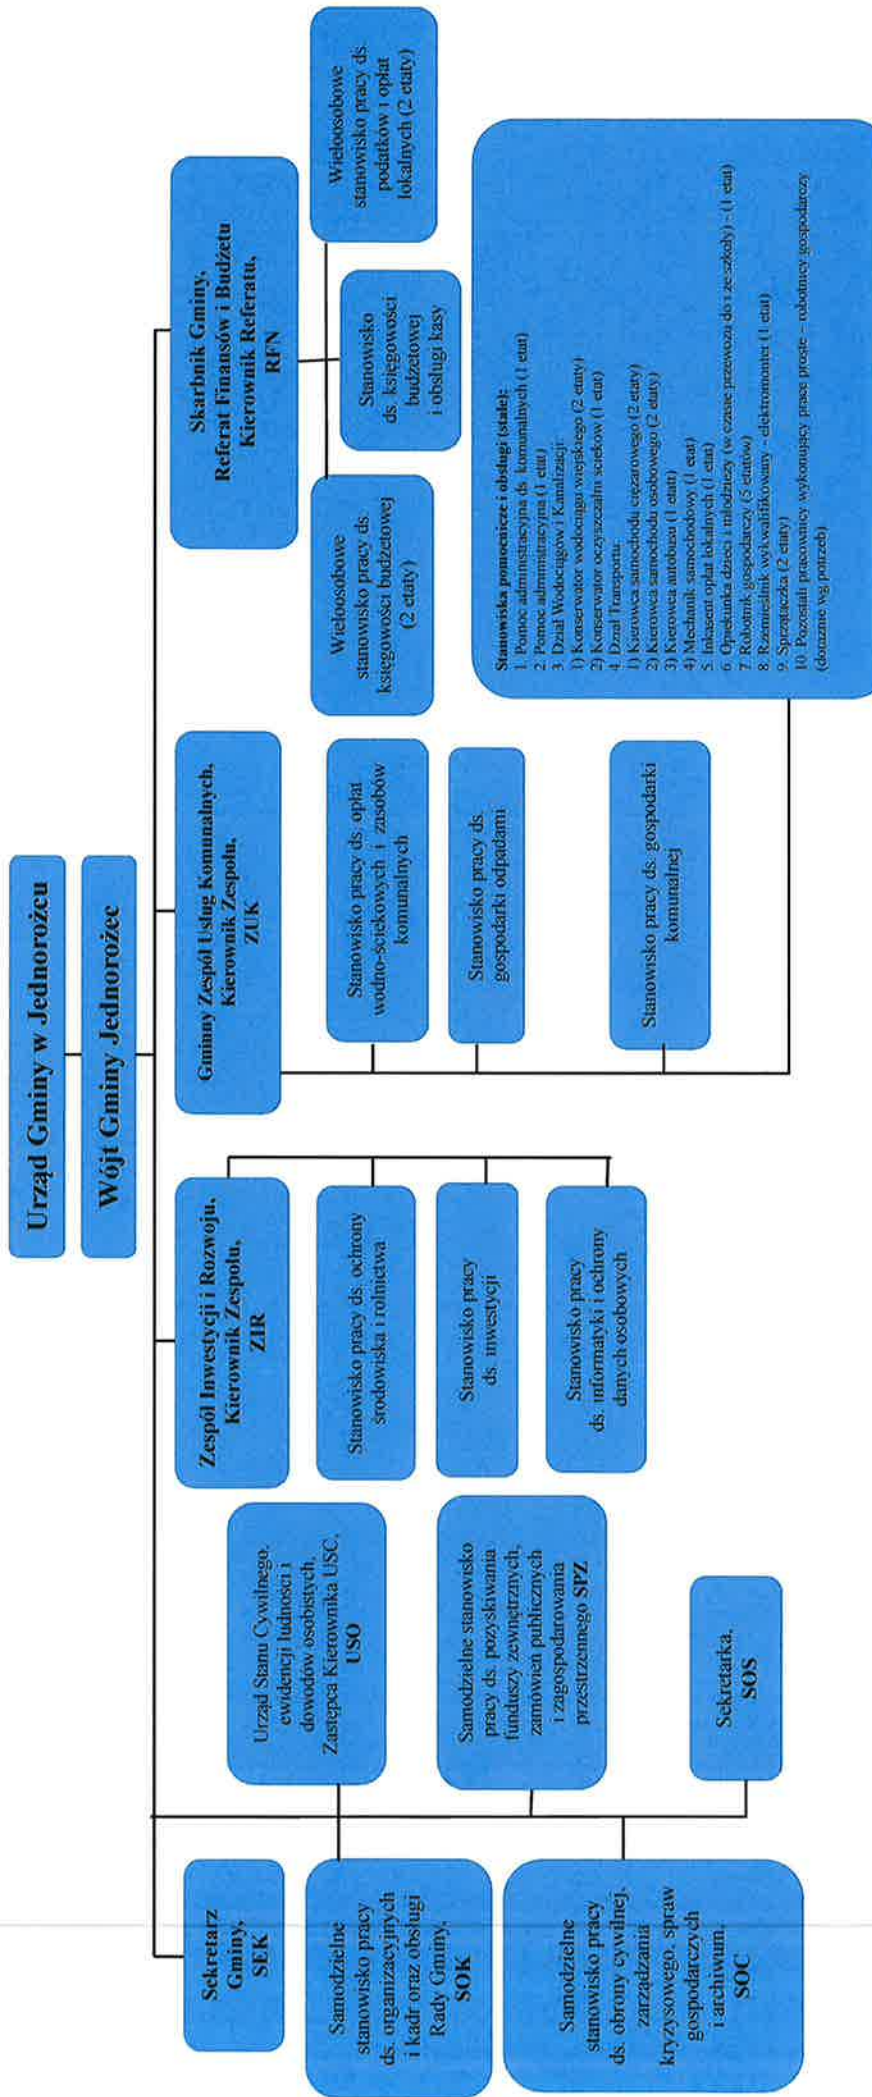 Urząd Gminy w Jednorożcu
Wójt Gminy Jednorożec
Sekretarz
Gminy,
SEK
Samodzielne
stanowisko pracy
ds. organizacyjnych
i kadr oraz obsługi
Rady Gminy,
SOK
Samodzielne
stanowisko pracy
ds. obrony cywilnej,
zarządzania
kryzysowego, spraw
gospodarczych
i archiwum.
SOC
Urząd Stanu Cywilnego,
ewidencji ludności i
dowodów osobistych,
Zastępca Kierownika USC,
USO
Samodzielne stanowisko
pracy ds. pozyskiwania
funduszy zewnętrznych,
zamówień publicznych
i zagospodarowania
przestrzennego SPZ
Sekretarka,
SOS
Zespół Inwestycji i Rozwoju,
Kierownik Zespołu,
ZIR
Stanowisko pracy ds. ochrony
środowiska i rolnictwa
Stanowisko pracy
ds. inwestycji
Stanowisko pracy
ds. informatyki i ochrony
danych osobowych
Gminny Zespół Usług Komunalnych,
Kierownik Zespołu,
ZUK
Stanowisko pracy ds. opłat
wodno-ściekowych i zasobów
komunalnych
Stanowisko pracy ds.
gospodarki odpadami
Stanowisko pracy ds. gospodarki
komunalnej
Skarbnik Gminy,
Referat Finansów i Budżetu
Kierownik Referatu,
RFN
Wieloosobowe
stanowisko pracy ds.
księgowości budżetowej
(2 etaty)
Stanowisko
ds. księgowości
budżetowej
i obsługi kasy
Wieloosobowe
stanowisko pracy ds.
podatków i opłat
lokalnych (2 etaty)
Stanowiska pomocnicze i obsługi (stałe):
1. Pomoc administracyjna ds. komunalnych (1 etat)
2. Pomoc administracyjna (1 etat)
3. Dział Wodociągów i Kanalizacji:
1) Konserwator wodociągu wiejskiego (2 etaty)
2) Konserwator oczyszczalni ścieków (1 etat)
4. Dział Transportu:
1) Kierowca samochodu ciężarowego (2 etaty)
2) Kierowca samochodu osobowego (2 etaty)
3) Kierowca autobusu (1 etatt)
4) Mechanik samochodowy (1 etat)
5. Inkasent opłat lokalnych (1 etat)
6. Opiekunka dzieci i młodzieży (w czasie przewozu do i ze szkoły) - (1 etat)
7. Robotnik gospodarczy (5 etatów)
8. Rzemieślnik wykwalifikowany - elektromonter (1 etat)
9. Sprzątaczka (2 etaty)
10. Pozostali pracownicy wykonujący prace proste – robotnicy gospodarczy
(doraźnie wg potrzeb)